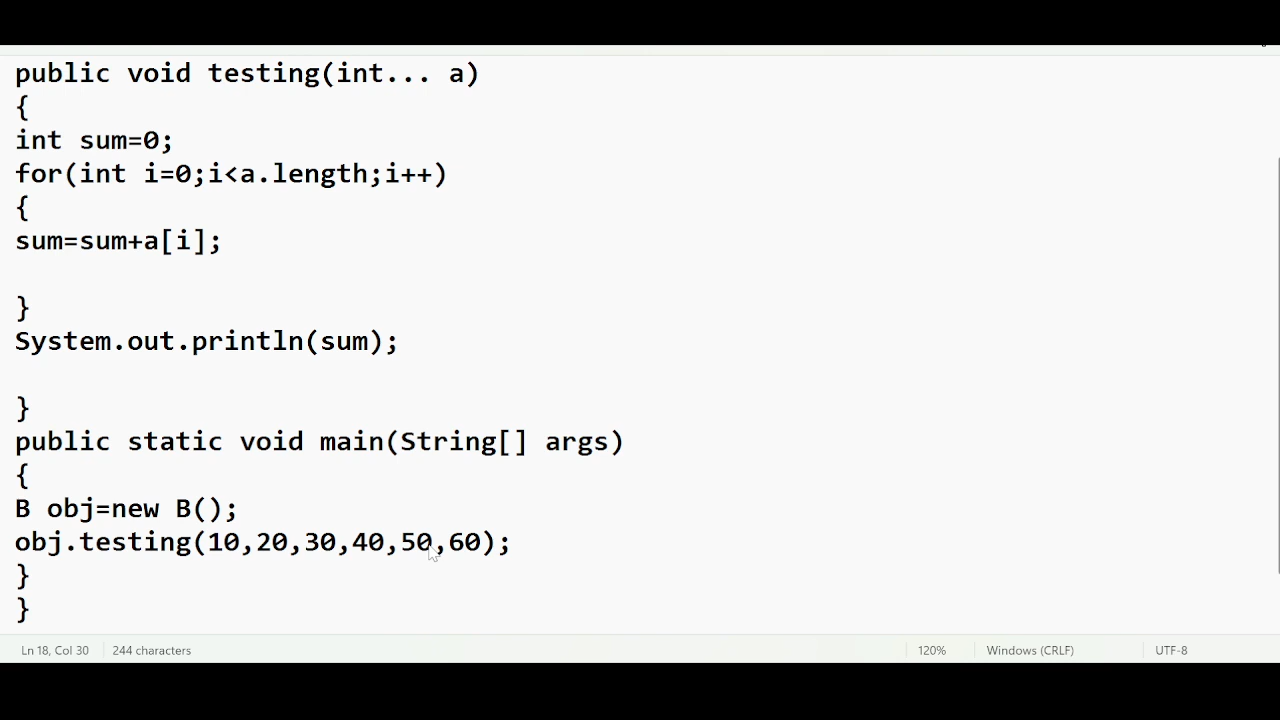 public void testing(int... a)
{
int sum=0;
for(int i=0;i<a.length;i++)
{
sum=sum+a[i];
}
System.out.println(sum);
}
public static void main(String[] args)
{
B obj=new B();
obj.testing(10,20,30,40,50,60);
}
}
Ln 18, Col 30 244 characters 120% Windows (CRLF) UTF-8